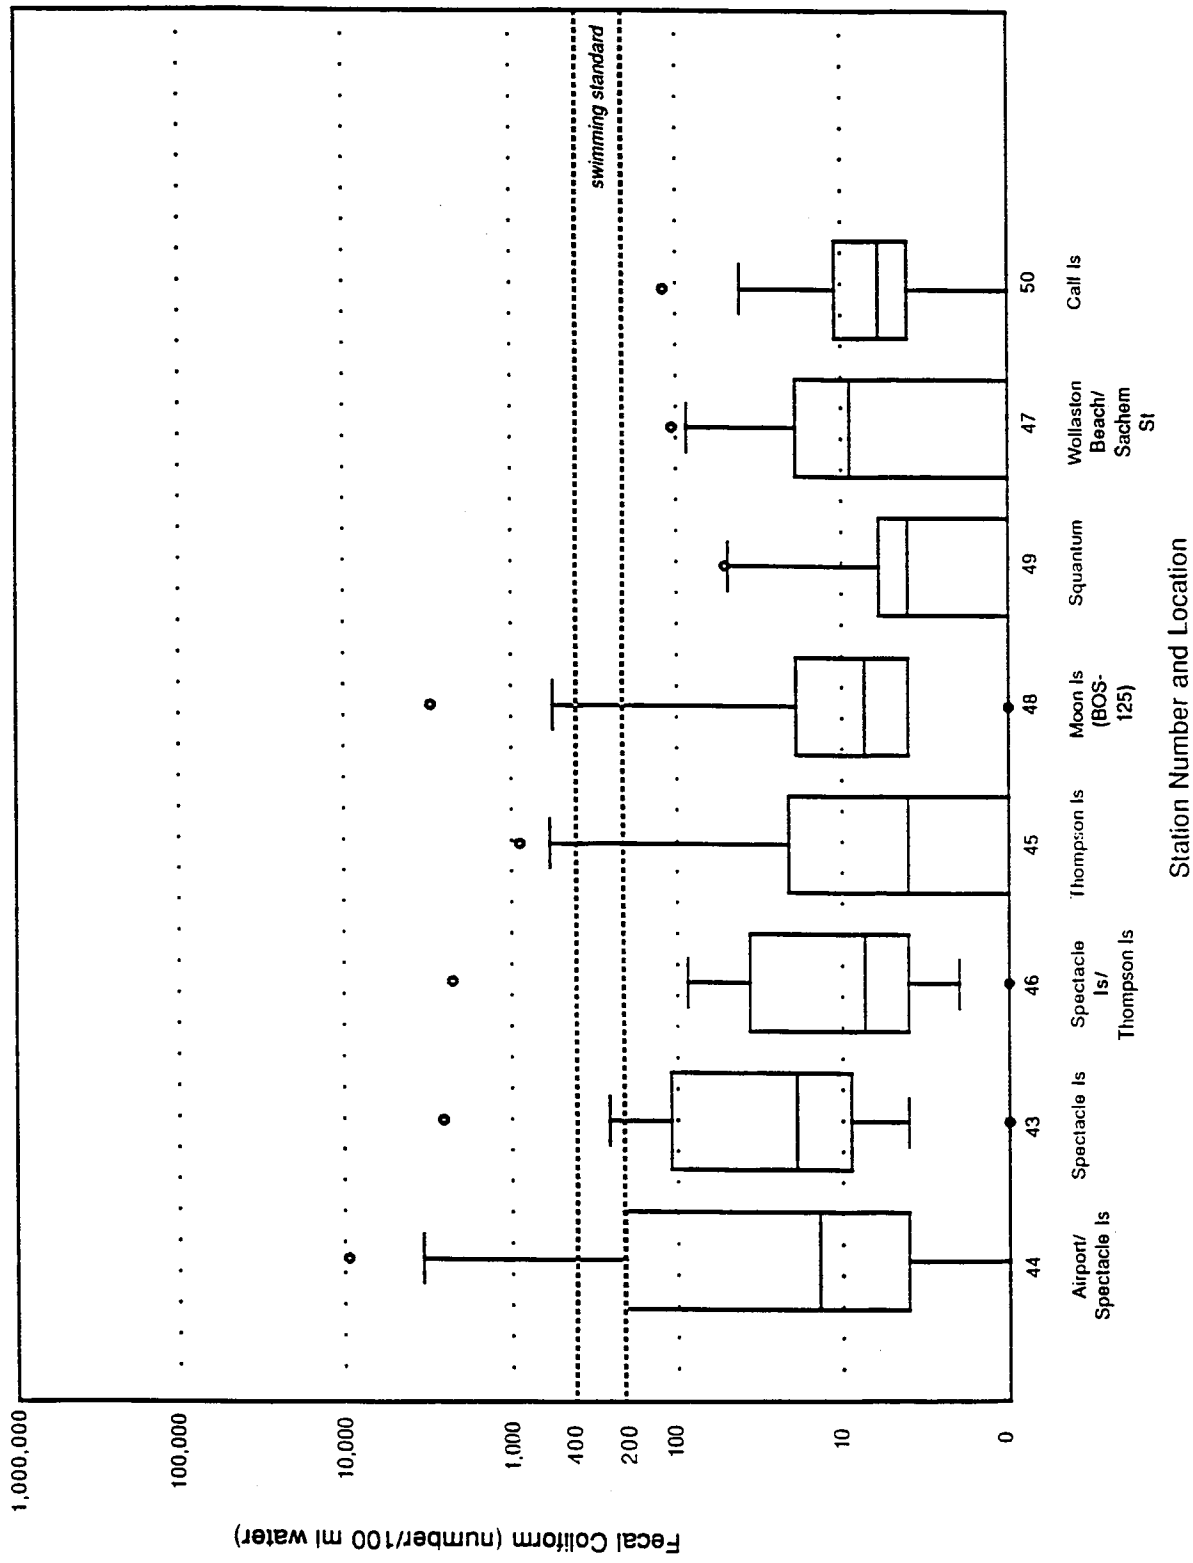 Fecal Coliform (number/100 ml water)
1,000,000
100,000
10,000
1,000
400
200
100
10
0
swimming standard
44
43
46
45
48
49
47
50
Airport/
Spectacle Is
Spectacle Is
Spectacle
Is/
Thompson Is
Thompson Is
Moon Is
(BOS-
125)
Squantum
Wollaston
Beach/
Sachem
St
Calf Is
Station Number and Location